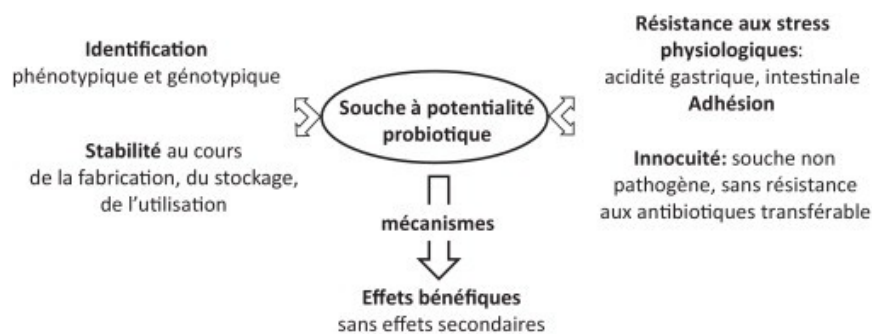 Identification
phénotypique et génotypique
Stabilité au cours
de la fabrication, du stockage,
de l'utilisation
Souche à potentialité
probiotique
Résistance aux stress
physiologiques:
acidité gastrique, intestinale
Adhésion
Innocuité: souche non
pathogène, sans résistance
aux antibiotiques transférable
mécanismes
Effets bénéfiques
sans effets secondaires